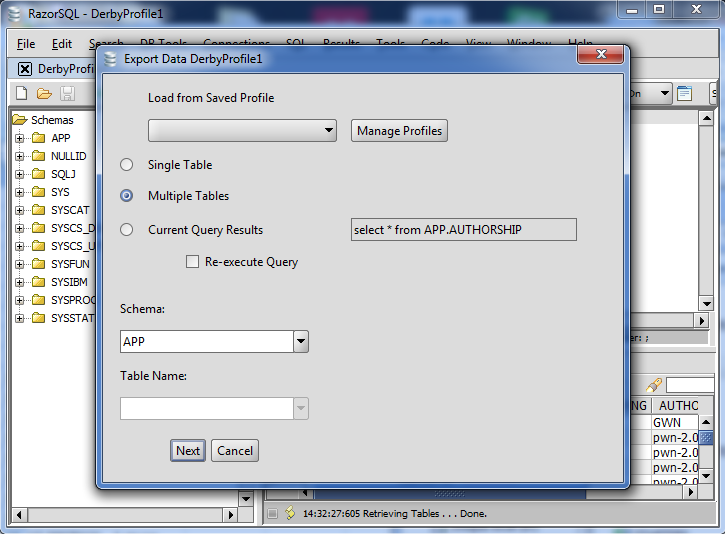 RazorSQL - DerbyProfile1
File Edit Search DB Tools Connections SQL Results Tools Code View Window Help
Export Data DerbyProfile1
Load from Saved Profile
Manage Profiles
Single Table
Multiple Tables
Current Query Results select * from APP.AUTHORSHIP
Re-execute Query
Schema:
APP
Table Name:
Next Cancel
DerbyProfi
On
Schemas
APP
NULLID
SQLJ
SYS
SYSCAT
SYSCS_D
SYSCS_U
SYSFUN
SYSIBM
SYSPROC
SYSSTAT
er: ;
NG AUTHO
GWN
pwn-2.0
pwn-2.0
pwn-2.0
pwn-2.0
14:32:27:605 Retrieving Tables . . . Done.